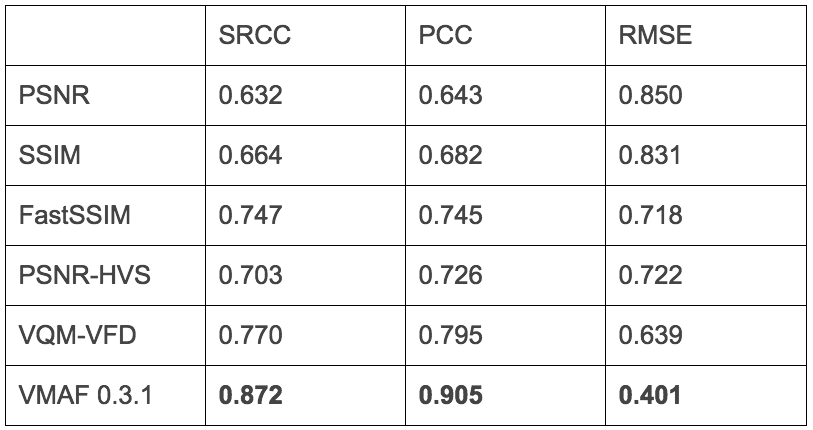 SRCC PCC RMSE
PSNR 0.632 0.643 0.850
SSIM 0.664 0.682 0.831
FastSSIM 0.747 0.745 0.718
PSNR-HVS 0.703 0.726 0.722
VQM-VFD 0.770 0.795 0.639
VMAF 0.3.1 0.872 0.905 0.401